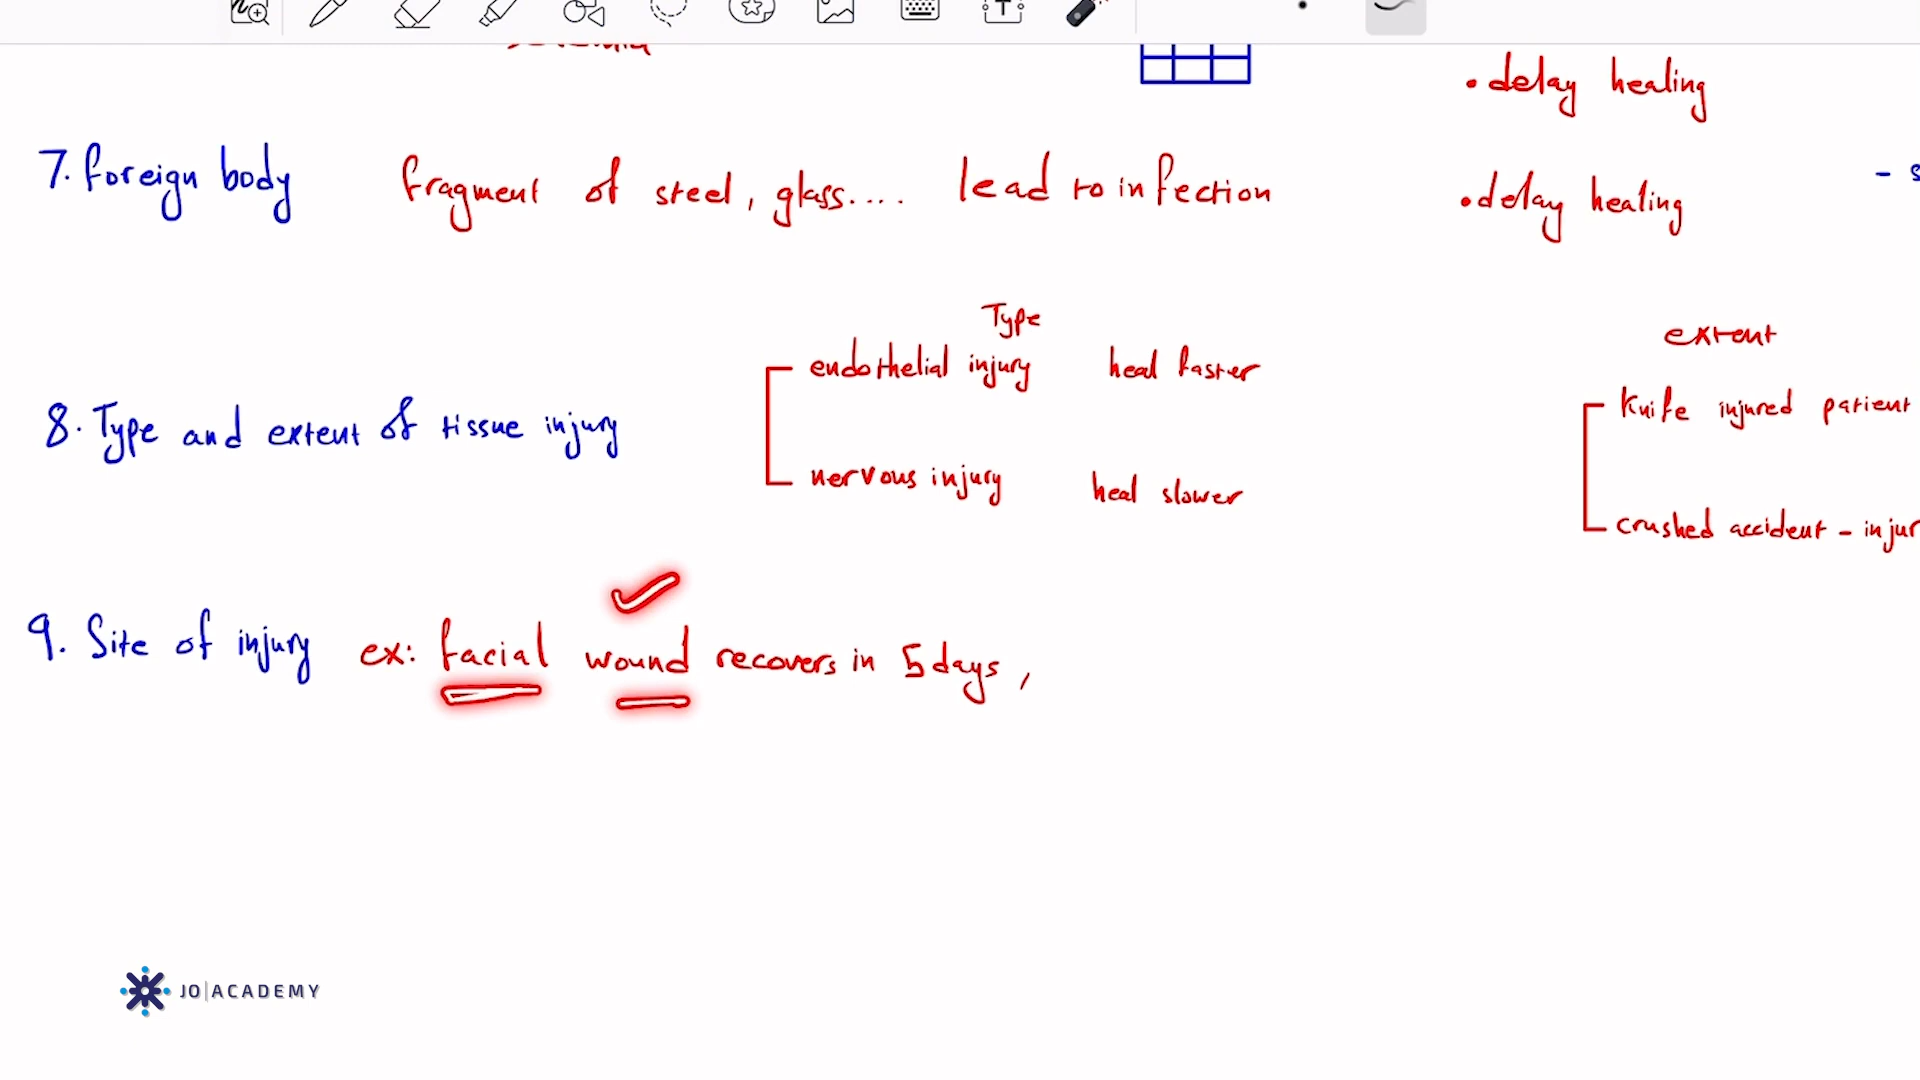 • delay healing
7. foreign body fragment of steel, glass.... lead to infection • delay healing
Type
extent
endothelial injury heal faster
knife injured patient
8. Type and extent of tissue injury
nervous injury heal slower
crushed accident - injur
9. Site of injury ex: facial wound recovers in 5 days,
JO|ACADEMY